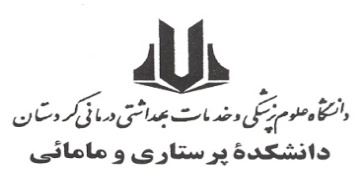 دانشگاه علوم پزشکی و خدمات بهداشتی درمانی کردستان
دانشکدهٔ پرستاری و مامائی